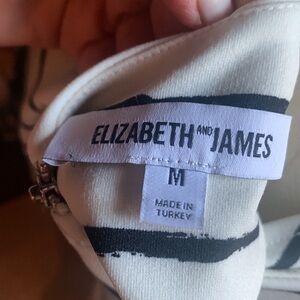 ELIZABETH AND JAMES
M
MADE IN
TURKEY